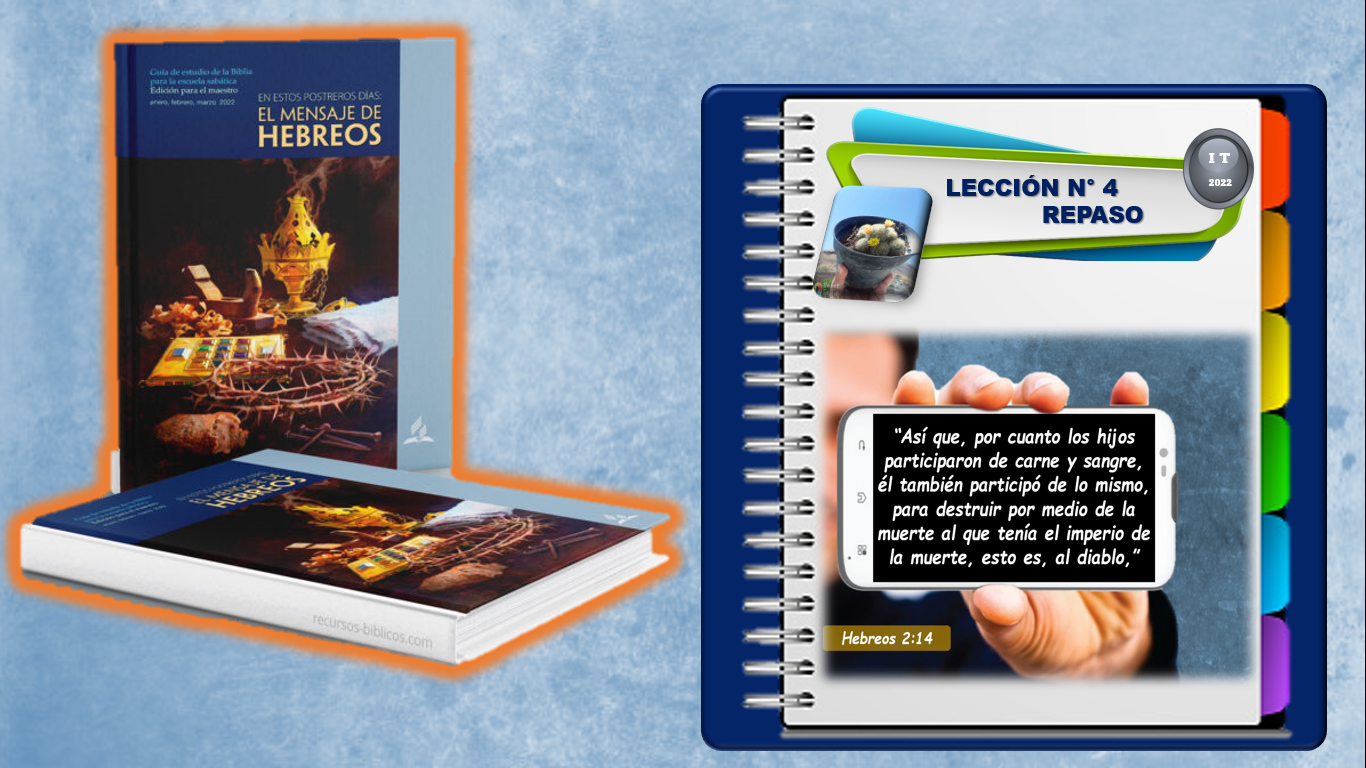 Guía de estudio de la Biblia
para la escuela sabática
Edición para el maestro
enero, febrero, marzo 2022
EN ESTOS POSTREROS DÍAS:
EL MENSAJE DE
HEBREOS
EL MENSAJE DE
HEBREOS
recursos-biblicos.com
LECCIÓN N° 4
REPASO
I T
2022
“Así que, por cuanto los hijos
participaron de carne y sangre,
él también participó de lo mismo,
para destruir por medio de la
muerte al que tenía el imperio de
la muerte, esto es, al diablo,”
Hebreos 2:14